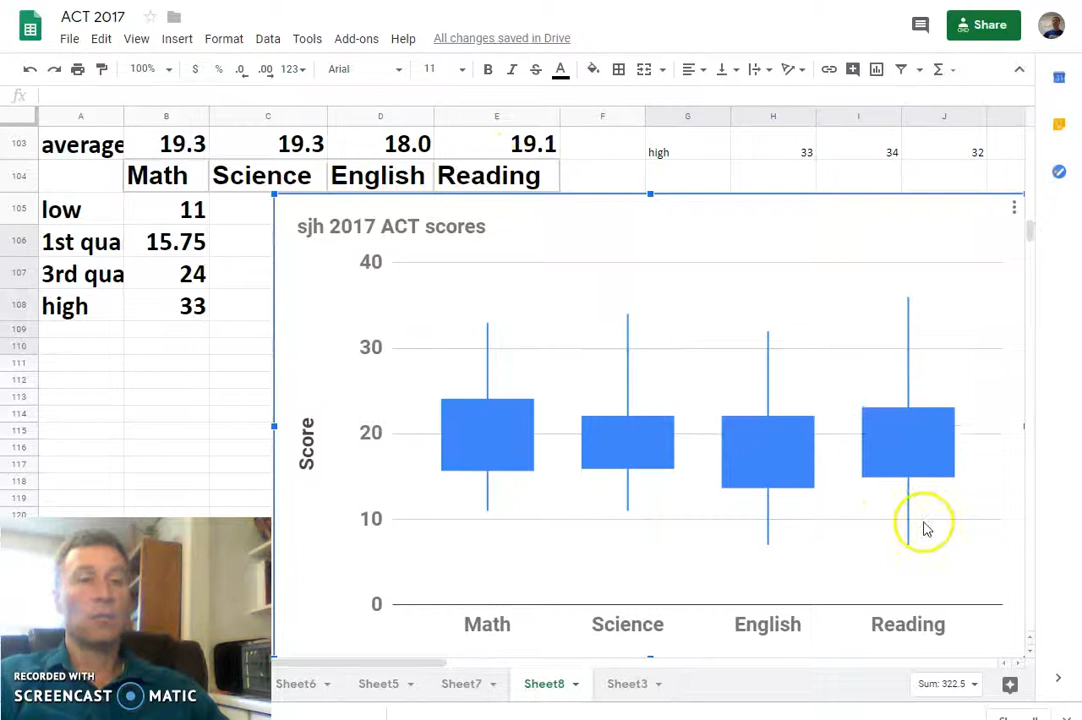 ACT 2017
Share
File Edit View Insert Format Data Tools Add-ons Help All changes saved in Drive
100% $ % .0 .00 123 Arial 11 B I S A
fx
A B C D E F G H I J
103 average 19.3 19.3 18.0 19.1 high 33 34 32
104 Math Science English Reading
105 low 11
106 1st qua 15.75
107 3rd qua 24
108 high 33
109
110
111
112
113
114
115
116
117
118
119
120
sjh 2017 ACT scores
40
30
20
10
0
Score
Math Science English Reading
RECORDED WITH
SCREENCAST MATIC
Sheet6 Sheet5 Sheet7 Sheet8 Sheet3 Sum: 322.5